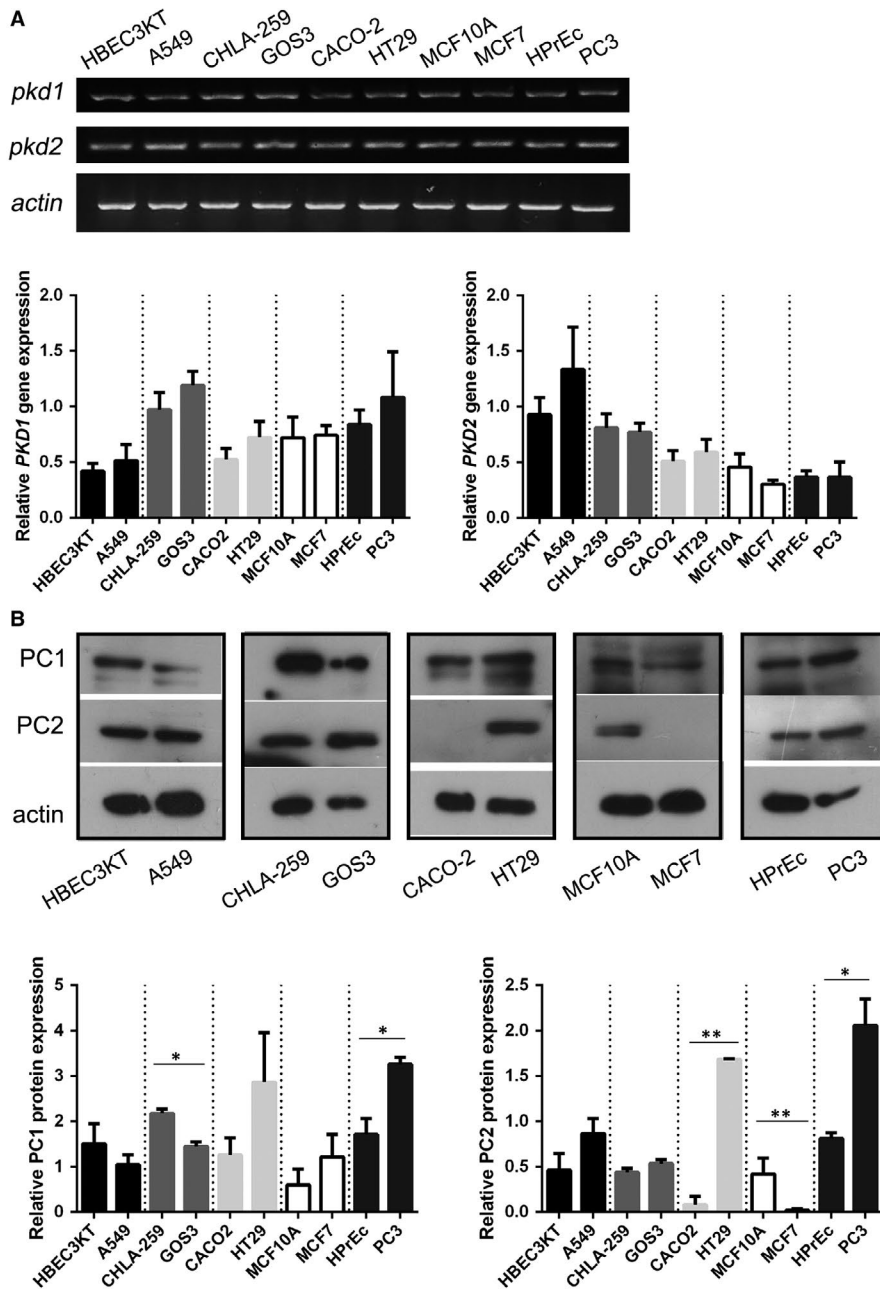 A
HBEC3KT A549 CHLA-259 GOS3 CACO-2 HT29 MCF10A MCF7 HPrEc PC3
pkd1
pkd2
actin
Relative PKD1 gene expression
2.0
1.5
1.0
0.5
0.0
HBEC3KT A549 CHLA-259 GOS3 CACO2 HT29 MCF10A MCF7 HPrEc PC3
Relative PKD2 gene expression
2.0
1.5
1.0
0.5
0.0
HBEC3KT A549 CHLA-259 GOS3 CACO2 HT29 MCF10A MCF7 HPrEc PC3
B
PC1
PC2
actin
HBEC3KT A549 CHLA-259 GOS3 CACO-2 HT29 MCF10A MCF7 HPrEc PC3
Relative PC1 protein expression
5
4
3
2
1
0
*
*
HBEC3KT A549 CHLA-259 GOS3 CACO2 HT29 MCF10A MCF7 HPrEc PC3
Relative PC2 protein expression
2.5
2.0
1.5
1.0
0.5
0.0
**
**
*
HBEC3KT A549 CHLA-259 GOS3 CACO2 HT29 MCF10A MCF7 HPrEc PC3